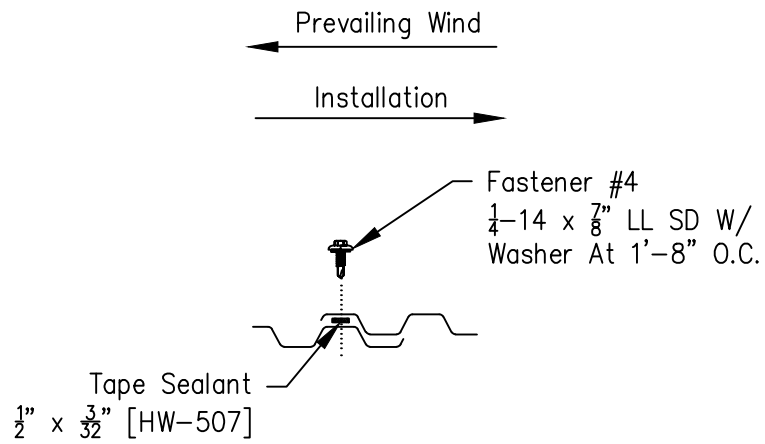 Prevailing Wind
Installation
Fastener #4
1/4-14 x 7/8" LL SD W/
Washer At 1'-8" O.C.
Tape Sealant
1/2" x 3/32" [HW-507]